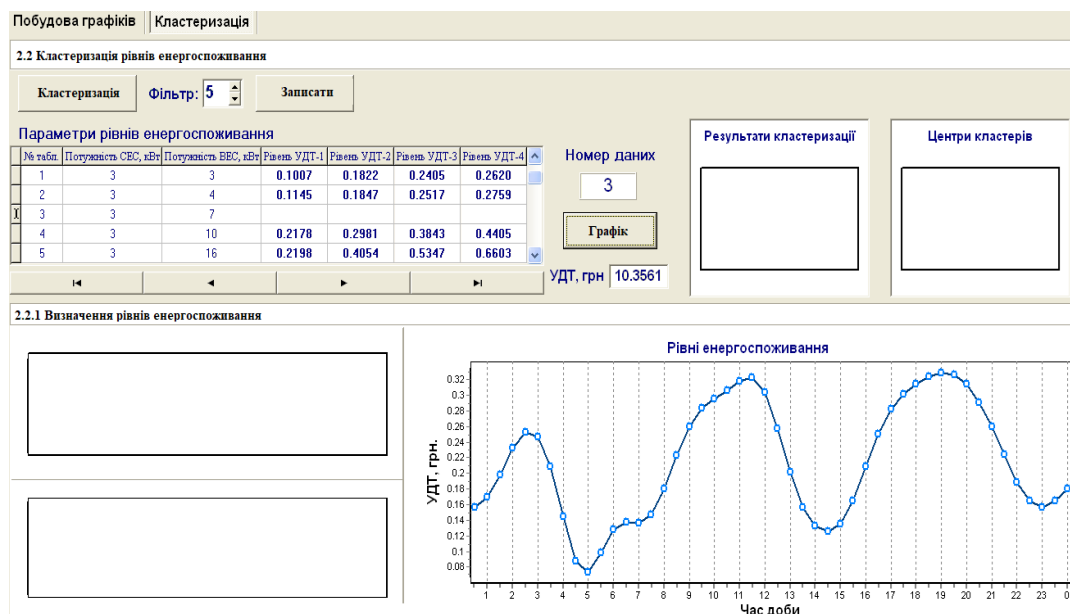 Побудова графіків Кластеризація
2.2 Кластеризація рівнів енергоспоживання
Кластеризація Фільтр: 5 Записати
Параметри рівнів енергоспоживання
№ табл. Потужність СЕС, кВт Потужність ВЕС, кВт Рівень УДТ-1 Рівень УДТ-2 Рівень УДТ-3 Рівень УДТ-4
1 3 3 0.1007 0.1822 0.2405 0.2620
2 3 4 0.1145 0.1847 0.2517 0.2759
3 3 7
4 3 10 0.2178 0.2981 0.3843 0.4405
5 3 16 0.2198 0.4054 0.5347 0.6603
Номер даних
3
Графік
УДТ, грн 10.3561
Результати кластеризації
Центри кластерів
2.2.1 Визначення рівнів енергоспоживання
Рівні енергоспоживання
УДТ, грн.
0.32
0.3
0.28
0.26
0.24
0.22
0.2
0.18
0.16
0.14
0.12
0.1
0.08
1 2 3 4 5 6 7 8 9 10 11 12 13 14 15 16 17 18 19 20 21 22 23 0
Час доби